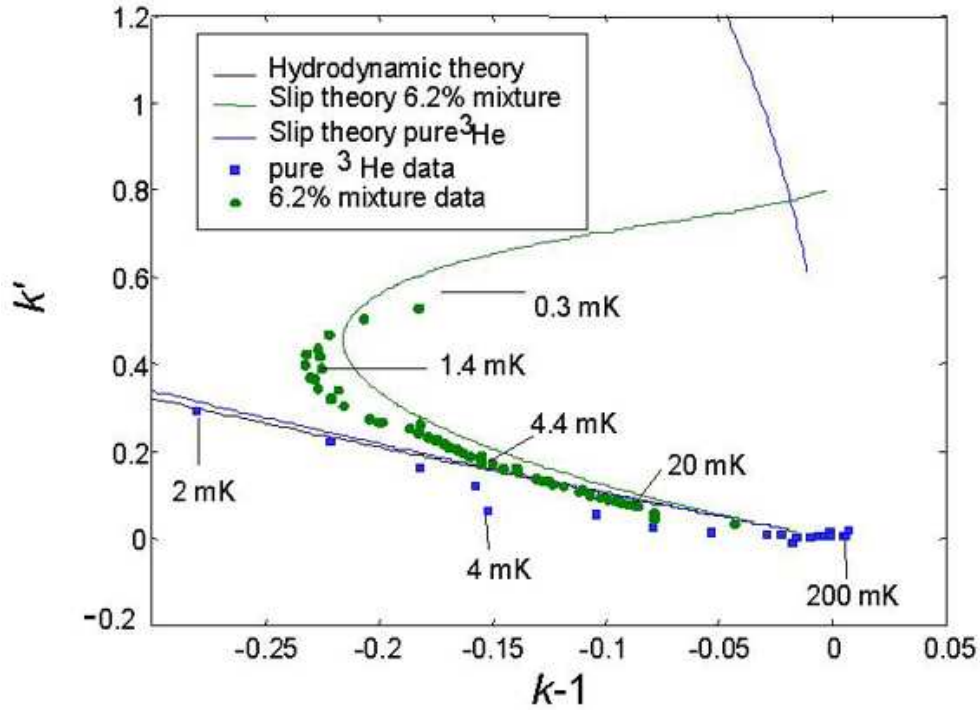 1.2
1
0.8
0.6
0.4
0.2
0
−0.2
k'
Hydrodynamic theory
Slip theory 6.2% mixture
Slip theory pure ³He
pure ³ He data
6.2% mixture data
0.3 mK
1.4 mK
4.4 mK
20 mK
2 mK
4 mK
200 mK
-0.25 -0.2 -0.15 -0.1 -0.05 0 0.05
k-1